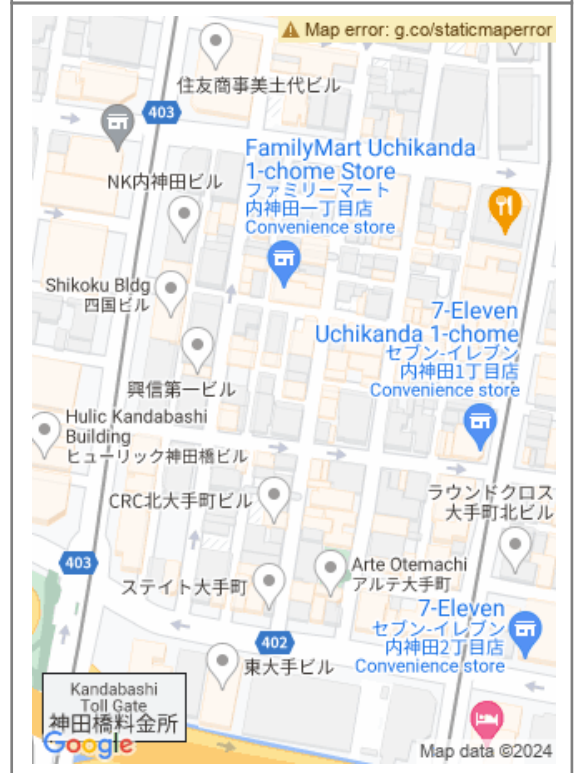 Map error: g.co/staticmaperror
住友商事美土代ビル
403
FamilyMart Uchikanda
1-chome Store
ファミリーマート
内神田一丁目店
Convenience store
NK内神田ビル
Shikoku Bldg
四国ビル
7-Eleven
Uchikanda 1-chome
セブン-イレブン
内神田1丁目店
Convenience store
興信第一ビル
Hulic Kandabashi
Building
ヒューリック神田橋ビル
CRC北大手町ビル
ラウンドクロス
大手町北ビル
403
Arte Otemachi
アルテ大手町
ステイト大手町
7-Eleven
セブン-イレブン
内神田2丁目店
Convenience store
402
東大手ビル
Kandabashi
Toll Gate
神田橋料金所
Google
Map data ©2024